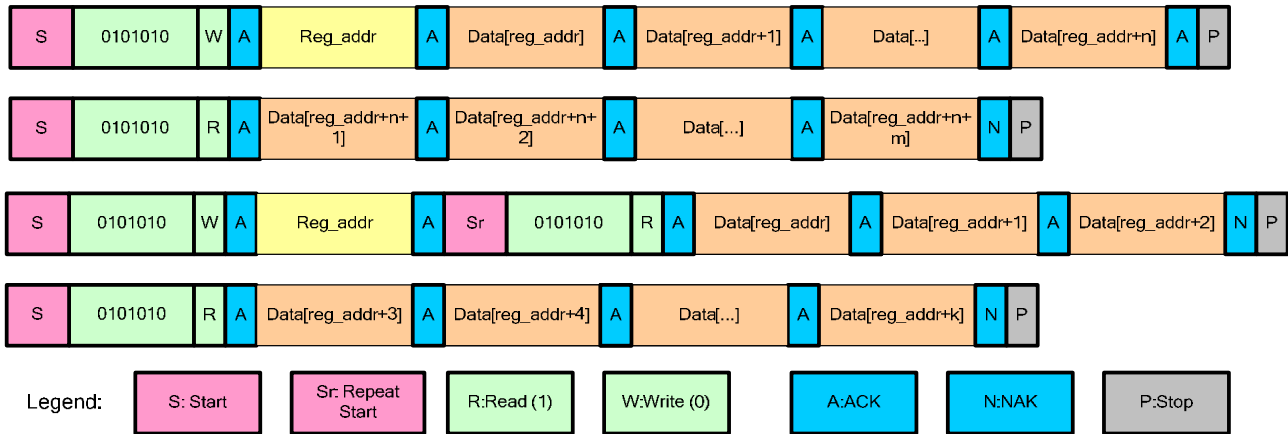 S 0101010 W A Reg_addr A Data[reg_addr] A Data[reg_addr+1] A Data[...] A Data[reg_addr+n] A P
S 0101010 R A Data[reg_addr+n+1] A Data[reg_addr+n+2] A Data[...] A Data[reg_addr+n+m] N P
S 0101010 W A Reg_addr A Sr 0101010 R A Data[reg_addr] A Data[reg_addr+1] A Data[reg_addr+2] N P
S 0101010 R A Data[reg_addr+3] A Data[reg_addr+4] A Data[...] A Data[reg_addr+k] N P
Legend: S: Start Sr: Repeat Start R:Read (1) W:Write (0) A:ACK N:NAK P:Stop